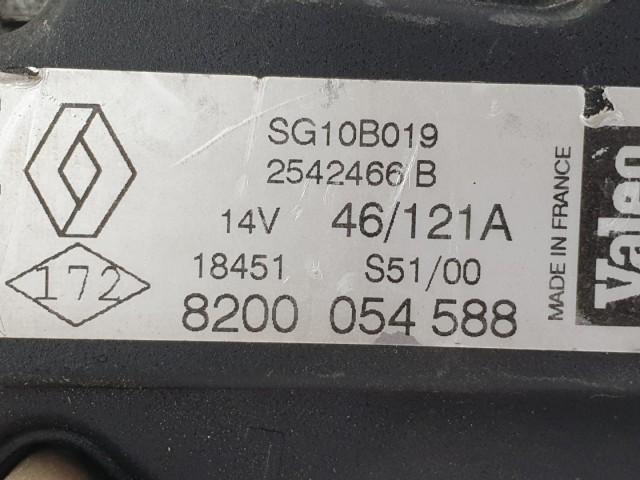 SG10B019
2542466 B
14V 46/121A
18451 S51/00
172
8200 054 588
MADE IN FRANCE
Valeo